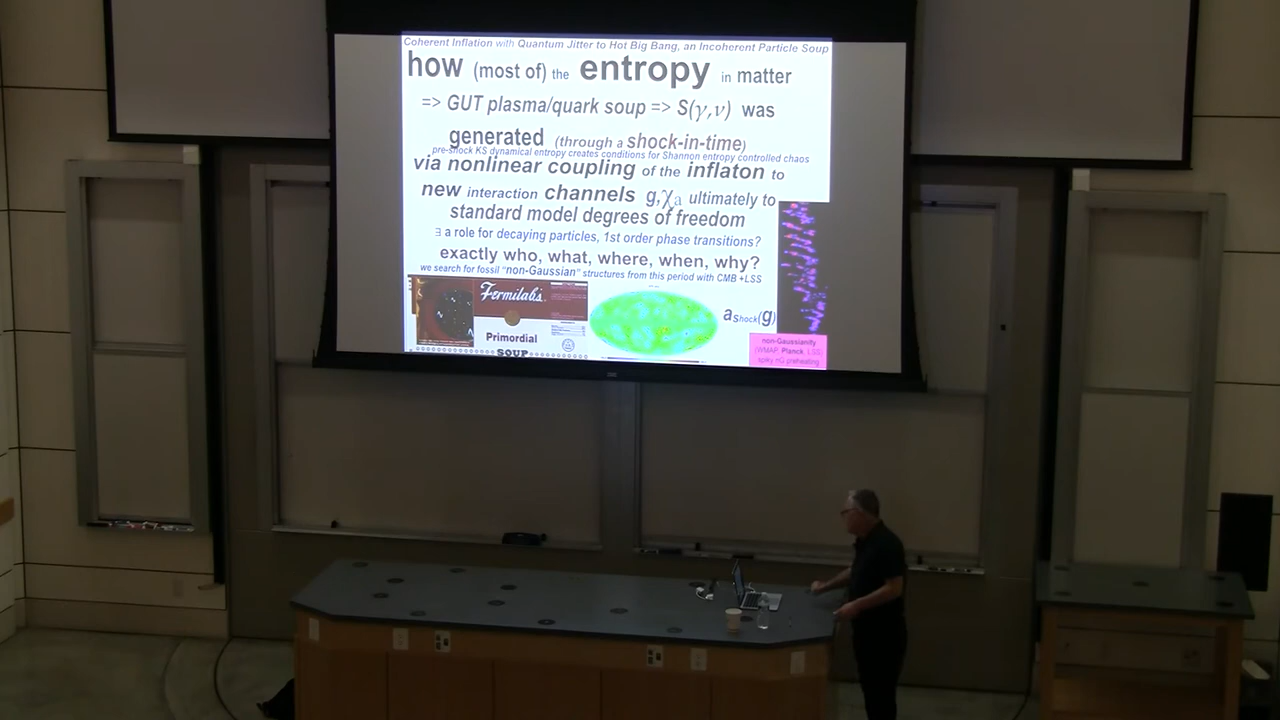 Coherent Inflation with Quantum Jitter to Hot Big Bang, an Incoherent Particle Soup
how (most of) the entropy in matter
=> GUT plasma/quark soup => S(γ,ν) was
generated (through a shock-in-time)
pre-shock KS dynamical entropy creates conditions for Shannon entropy controlled chaos
via nonlinear coupling of the inflaton to
new interaction channels g,χa ultimately to
standard model degrees of freedom
∃ a role for decaying particles, 1st order phase transitions?
exactly who, what, where, when, why?
we search for fossil "non-Gaussian" structures from this period with CMB +LSS
Fermilabs
Primordial
SOUP
aShock(g)
non-Gaussianity
(WMAP, Planck, LSS)
spiky nG preheating